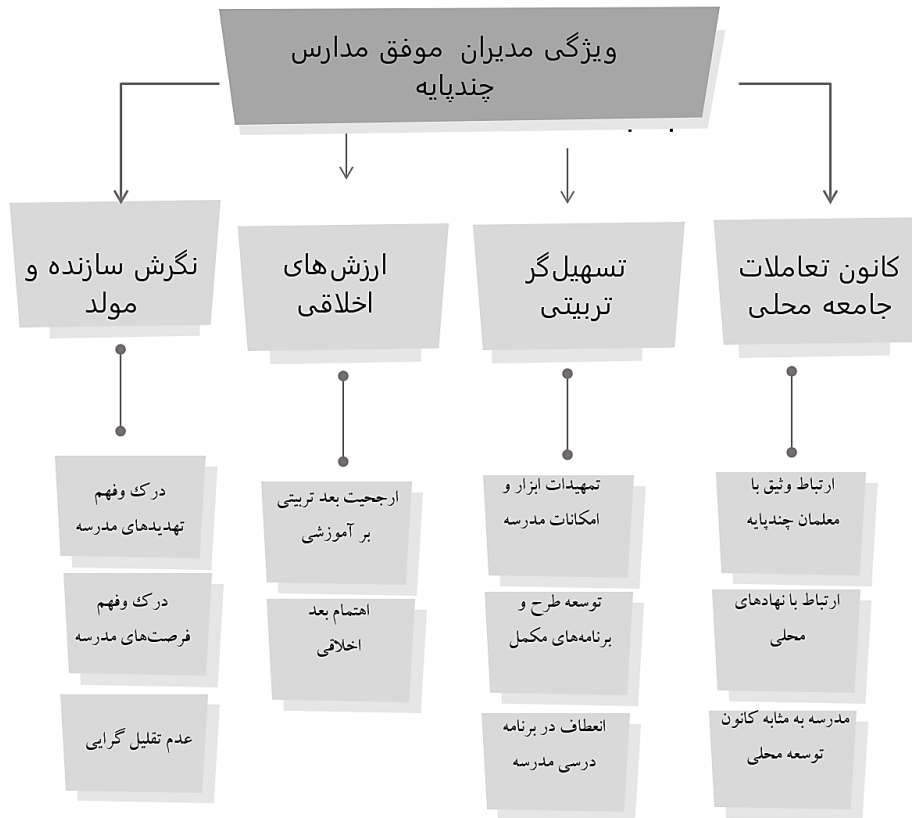 ویژگی مدیران موفق مدارس
چندپایه
کانون تعاملات
جامعه محلی
تسهیل‌گر
تربیتی
ارزش‌های
اخلاقی
نگرش سازنده و
مولد
ارتباط وثیق با
معلمان چندپایه
ارتباط با نهادهای
محلی
مدرسه به مثابه کانون
توسعه محلی
تمهیدات ابزار و
امکانات مدرسه
توسعه طرح و
برنامه‌های مکمل
انعطاف در برنامه
درسی مدرسه
ارجحیت بعد تربیتی
بر آموزشی
اهتمام بعد
اخلاقی
درک وفهم
تهدیدهای مدرسه
درک وفهم
فرصت‌های مدرسه
عدم تقلیل گرایی